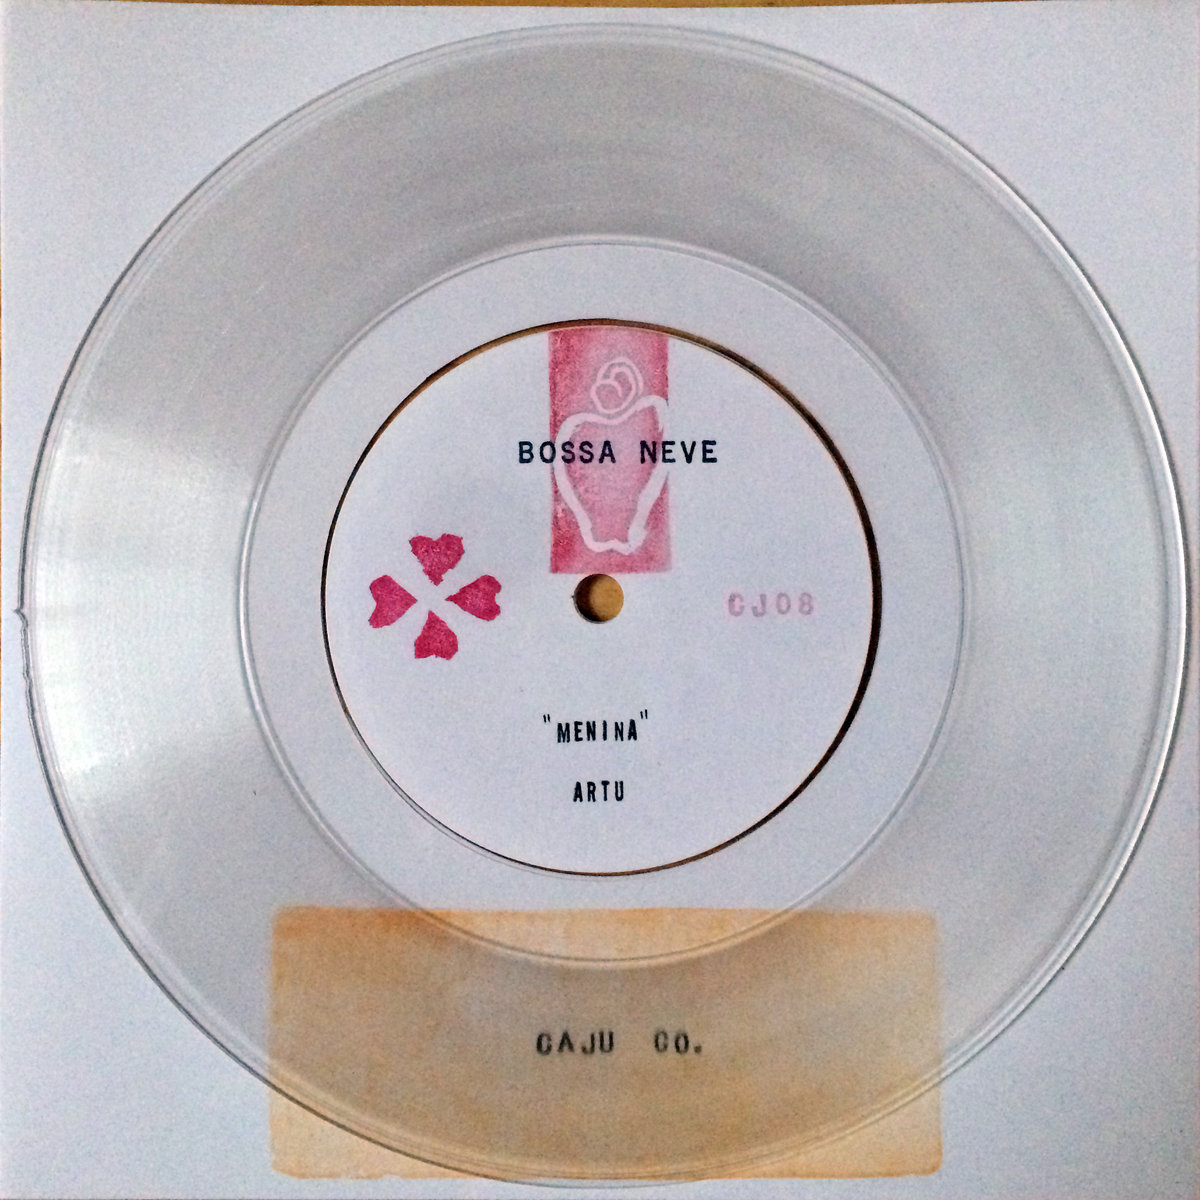 BOSSA NEVE
CJ08
"MENINA"
ARTU
CAJU CO.